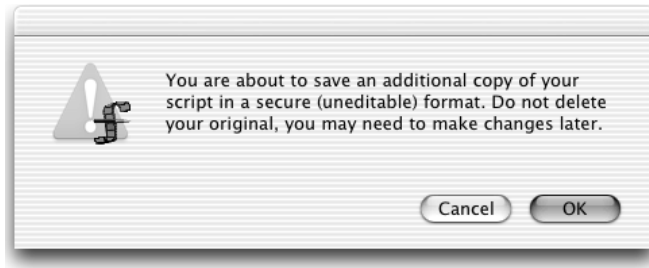 You are about to save an additional copy of your
script in a secure (uneditable) format. Do not delete
your original, you may need to make changes later.
Cancel OK